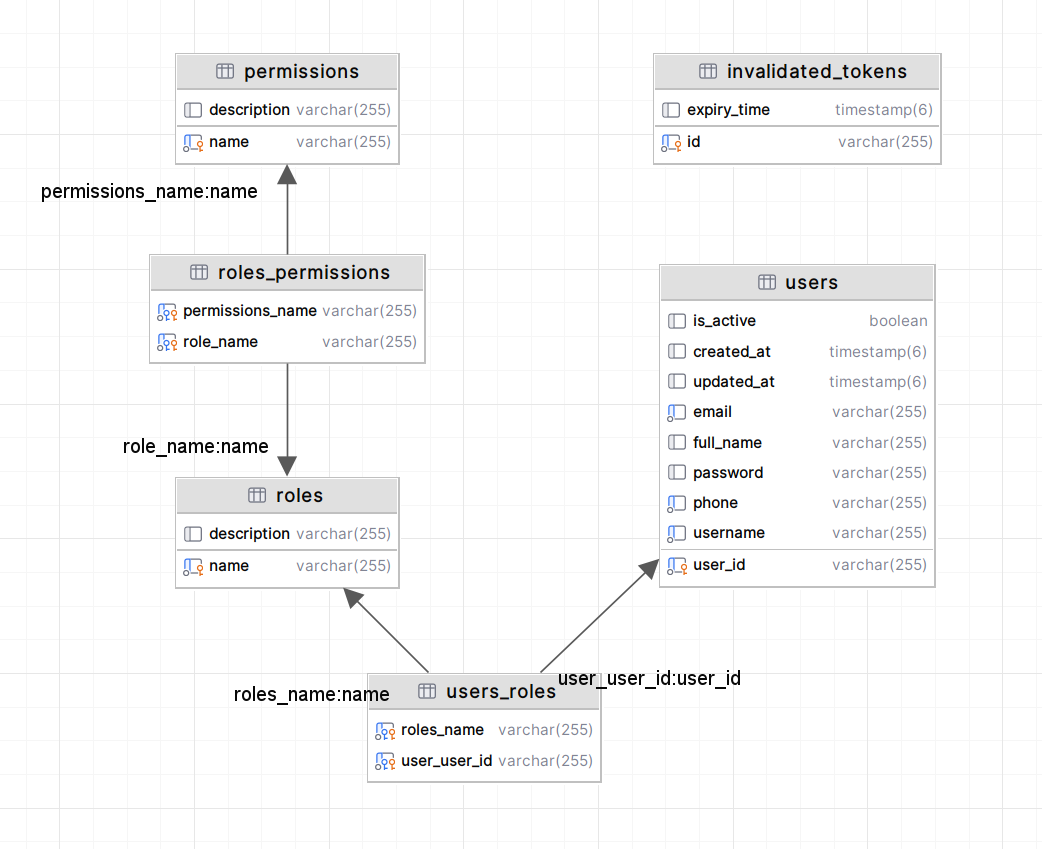 permissions
description varchar(255)
name varchar(255)
invalidated_tokens
expiry_time timestamp(6)
id varchar(255)
permissions_name:name
roles_permissions
permissions_name varchar(255)
role_name varchar(255)
users
is_active boolean
created_at timestamp(6)
updated_at timestamp(6)
email varchar(255)
full_name varchar(255)
password varchar(255)
phone varchar(255)
username varchar(255)
user_id varchar(255)
role_name:name
roles
description varchar(255)
name varchar(255)
user_user_id:user_id
roles_name:name
users_roles
roles_name varchar(255)
user_user_id varchar(255)